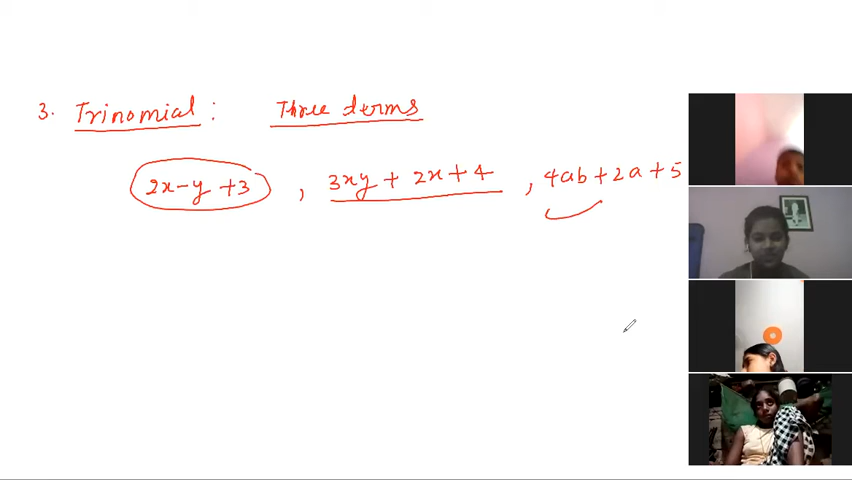 3. Trinomial: Three terms
2x-y+3, 3xy + 2x+4, 4ab+2a+5